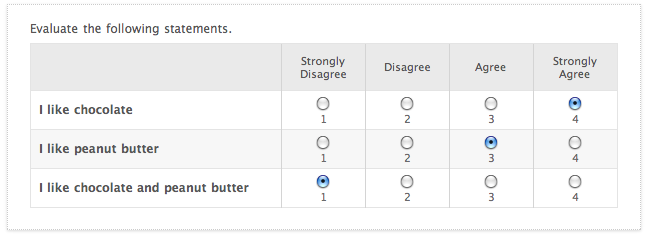 Evaluate the following statements.
Strongly Disagree Disagree Agree Strongly Agree
I like chocolate
1 2 3 4
I like peanut butter
1 2 3 4
I like chocolate and peanut butter
1 2 3 4